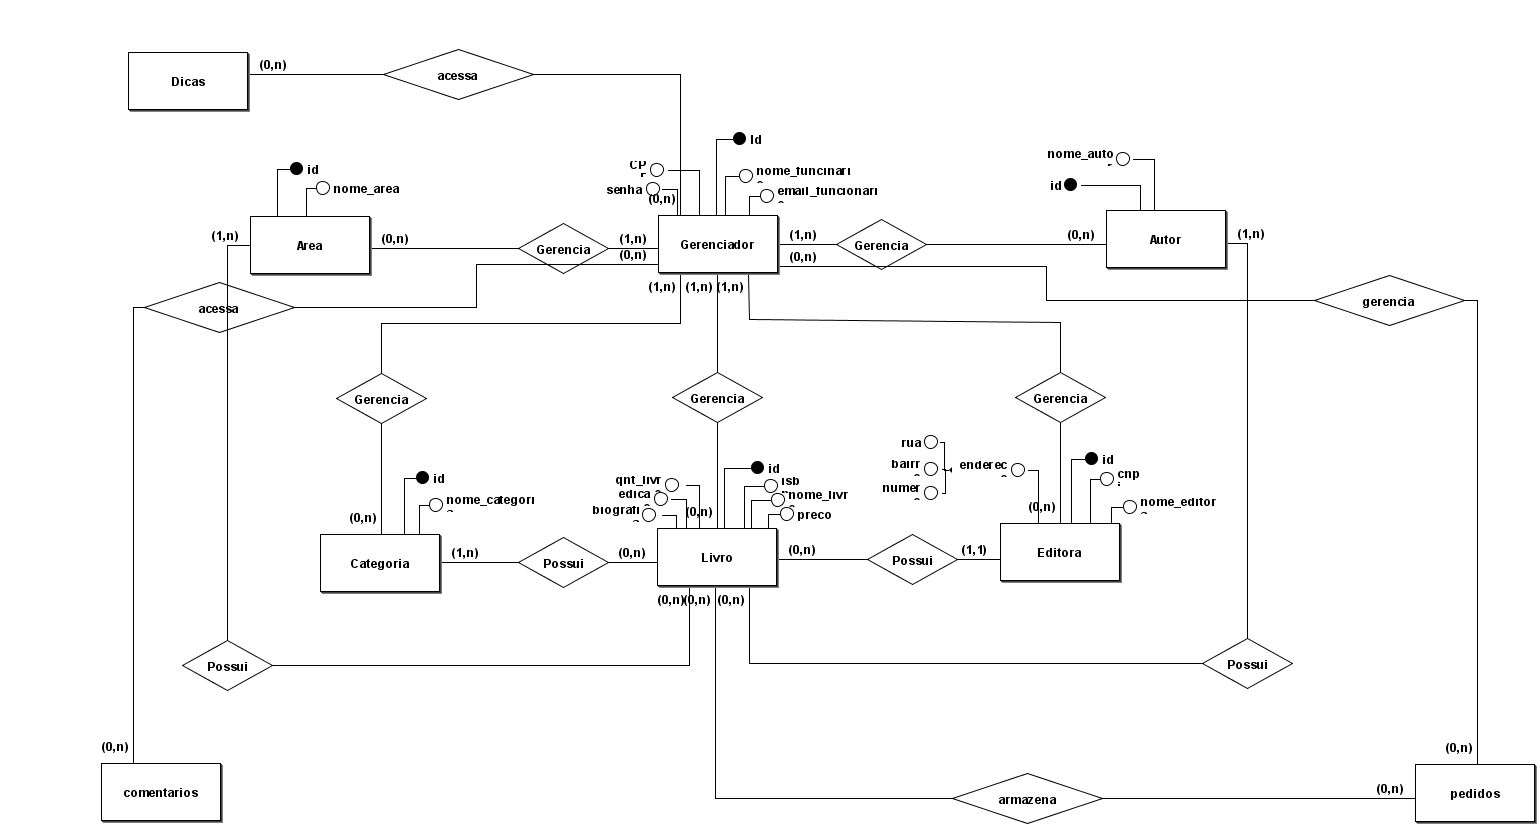 (0,n)
acessa
Dicas
Id
nome_auto
id
CP
nome_funcinari
id
nome_area
senha
email_funcionari
(0,n)
(1,n)
Area
(0,n)
Gerencia
(1,n)
(0,n)
Gerenciador
(1,n)
(0,n)
Gerencia
(0,n)
Autor
(1,n)
(1,n)
(1,n)
(1,n)
acessa
gerencia
Gerencia
Gerencia
Gerencia
rua
bairr
numer
enderec
id
cnp
nome_editor
id
nome_categori
qnt_livr
edica
biografi
id
isb
nome_livr
preco
(0,n)
(0,n)
(0,n)
Categoria
(1,n)
Possui
(0,n)
Livro
(0,n)
Possui
(1,1)
Editora
(0,n)
(0,n)
(0,n)
Possui
Possui
(0,n)
(0,n)
comentarios
armazena
(0,n)
pedidos